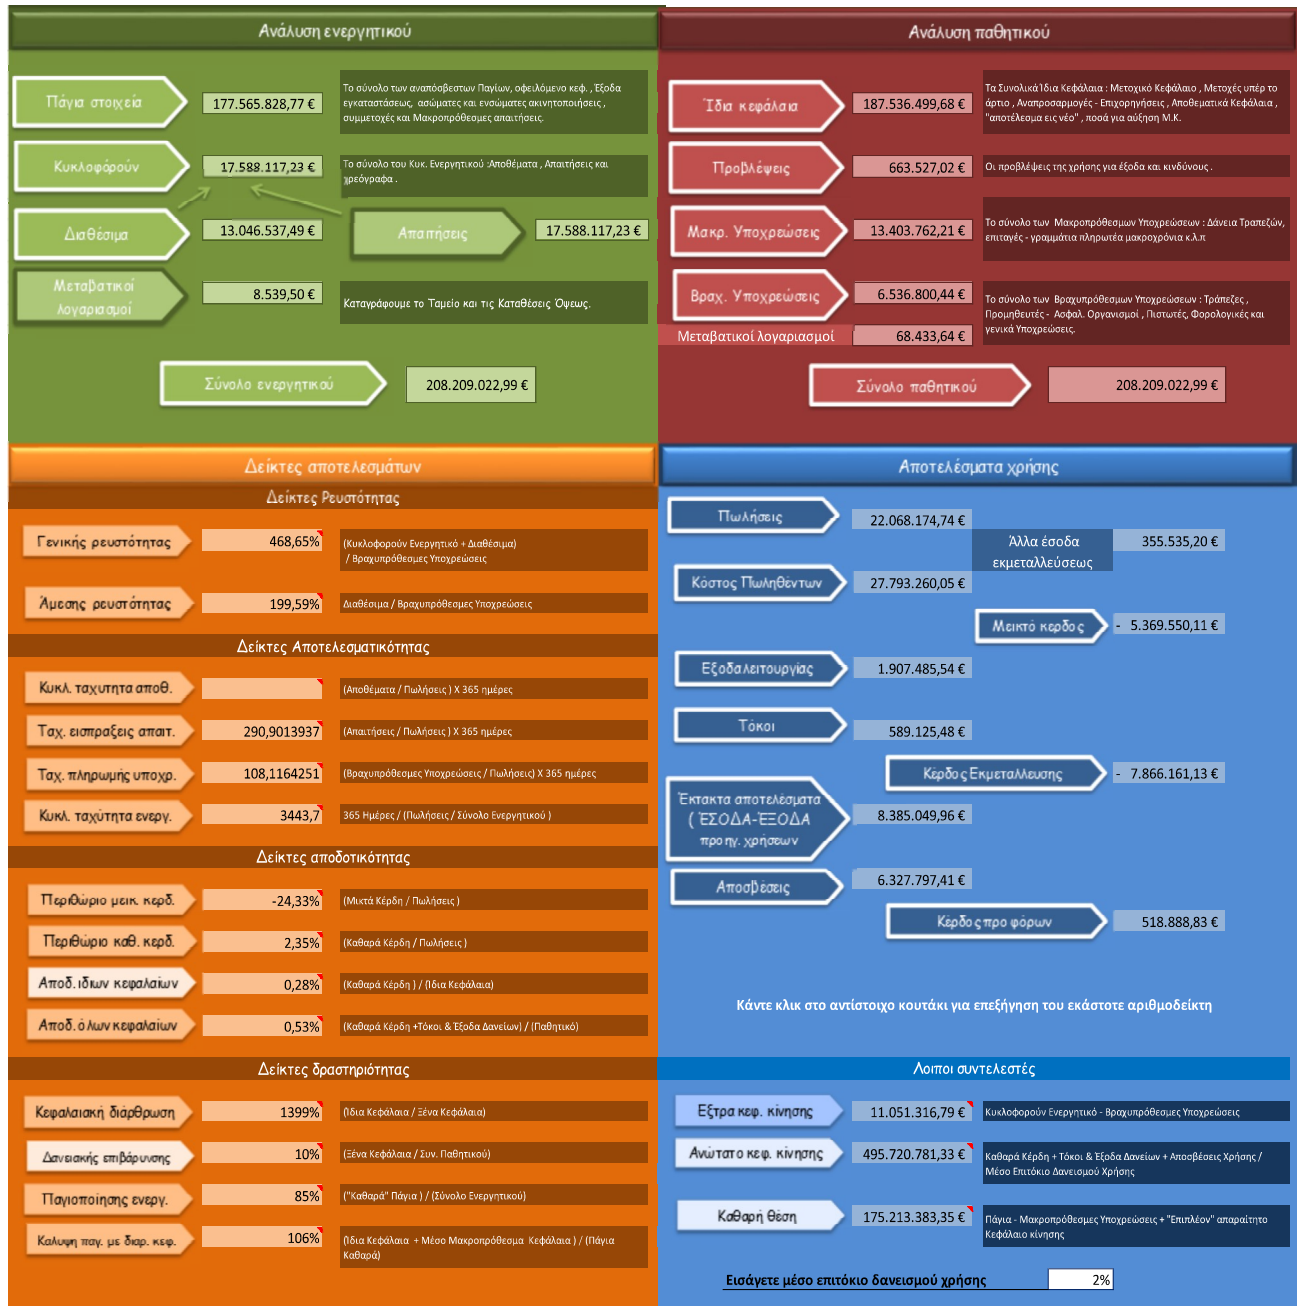 Ανάλυση ενεργητικού
Πάγια στοιχεία
177.565.828,77 €
Το σύνολο των αναπόσβεστων Παγίων, οφειλόμενο κεφ. , Έξοδα
εγκαταστάσεως, ασώματες και ενσώματες ακινητοποιήσεις ,
συμμετοχές και Μακροπρόθεσμες απαιτήσεις.
Κυκλοφορούν
17.588.117,23 €
Το σύνολο του Κυκ. Ενεργητικού :Αποθέματα , Απαιτήσεις και
χρεόγραφα .
Διαθέσιμα
13.046.537,49 €
Απαιτήσεις
17.588.117,23 €
Μεταβατικοί
λογαριασμοί
8.539,50 €
Καταγράφουμε το Ταμείο και τις Καταθέσεις Όψεως.
Σύνολο ενεργητικού
208.209.022,99 €
Ανάλυση παθητικού
Ίδια κεφάλαια
187.536.499,68 €
Τα Συνολικά Ίδια Κεφάλαια : Μετοχικό Κεφάλαιο , Μετοχές υπέρ το
άρτιο , Αναπροσαρμογές - Επιχορηγήσεις , Αποθεματικά Κεφάλαια ,
"αποτέλεσμα εις νέο" , ποσά για αύξηση Μ.Κ.
Προβλέψεις
663.527,02 €
Οι προβλέψεις της χρήσης για έξοδα και κινδύνους .
Μακρ. Υποχρεώσεις
13.403.762,21 €
Το σύνολο των Μακροπρόθεσμων Υποχρεώσεων : Δάνεια Τραπεζών,
επιταγές - γραμμάτια πληρωτέα μακροχρόνια κ.λ.π
Βραχ. Υποχρεώσεις
6.536.800,44 €
Το σύνολο των Βραχυπρόθεσμων Υποχρεώσεων : Τράπεζες ,
Προμηθευτές - Ασφαλ. Οργανισμοί , Πιστωτές, Φορολογικές και
γενικά Υποχρεώσεις.
Μεταβατικοί λογαριασμοί
68.433,64 €
Σύνολο παθητικού
208.209.022,99 €
Δείκτες αποτελεσμάτων
Δείκτες Ρευστότητας
Γενικής ρευστότητας
468,65%
(Κυκλοφορούν Ενεργητικό + Διαθέσιμα)
/ Βραχυπρόθεσμες Υποχρεώσεις
Άμεσης ρευστότητας
199,59%
Διαθέσιμα / Βραχυπρόθεσμες Υποχρεώσεις
Δείκτες Αποτελεσματικότητας
Κυκλ. ταχυτητα αποθ.
(Αποθέματα / Πωλήσεις ) Χ 365 ημέρες
Ταχ. εισπραξεις απαιτ.
290,9013937
(Απαιτήσεις / Πωλήσεις ) Χ 365 ημέρες
Ταχ. πληρωμής υποχρ.
108,1164251
(Βραχυπρόθεσμες Υποχρεώσεις / Πωλήσεις) Χ 365 ημέρες
Κυκλ. ταχύτητα ενεργ.
3443,7
365 Ημέρες / (Πωλήσεις / Σύνολο Ενεργητικού )
Δείκτες αποδοτικότητας
Περιθώριο μεικ. κερδ.
-24,33%
(Μικτά Κέρδη / Πωλήσεις )
Περιθώριο καθ. κερδ.
2,35%
(Καθαρά Κέρδη / Πωλήσεις )
Αποδ. ιδιων κεφαλαίων
0,28%
(Καθαρά Κέρδη ) / (Ίδια Κεφάλαια)
Αποδ. όλων κεφαλαίων
0,53%
(Καθαρά Κέρδη +Τόκοι & Έξοδα Δανείων) / (Παθητικό)
Δείκτες δραστηριότητας
Κεφαλαιακή διάρθρωση
1399%
(Ίδια Κεφάλαια / Ξένα Κεφάλαια)
Δανειακής επιβάρυνσης
10%
(Ξένα Κεφάλαια / Συν. Παθητικού)
Παγιοποίησης ενεργ.
85%
("Καθαρά" Πάγια ) / (Σύνολο Ενεργητικού)
Καλυψη παγ. με διαρ. κεφ.
106%
(Ίδια Κεφάλαια + Μέσο Μακροπρόθεσμα Κεφάλαια ) / (Πάγια
Καθαρά)
Αποτελέσματα χρήσης
Πωλήσεις
22.068.174,74 €
Άλλα έσοδα
εκμεταλλεύσεως
355.535,20 €
Κόστος Πωληθέντων
27.793.260,05 €
Μεικτό κερδος
- 5.369.550,11 €
Εξοδα λειτουργίας
1.907.485,54 €
Τόκοι
589.125,48 €
Κέρδος Εκμεταλλευσης
- 7.866.161,13 €
Έκτακτα αποτελέσματα
( ΈΣΟΔΑ-ΈΞΟΔΑ
προηγ. χρήσεων
8.385.049,96 €
Αποσβέσεις
6.327.797,41 €
Κέρδος προ φόρων
518.888,83 €
Κάντε κλικ στο αντίστοιχο κουτάκι για επεξήγηση του εκάστοτε αριθμοδείκτη
Λοιποι συντελεστές
Εξτρα κεφ. κίνησης
11.051.316,79 €
Κυκλοφορούν Ενεργητικό - Βραχυπρόθεσμες Υποχρεώσεις
Ανώτατο κεφ. κίνησης
495.720.781,33 €
Καθαρά Κέρδη + Τόκοι & Έξοδα Δανείων + Αποσβέσεις Χρήσης /
Μέσο Επιτόκιο Δανεισμού Χρήσης
Καθαρή θέση
175.213.383,35 €
Πάγια - Μακροπρόθεσμες Υποχρεώσεις + "Επιπλέον" απαραίτητο
Κεφάλαιο κίνησης
Εισάγετε μέσο επιτόκιο δανεισμού χρήσης
2%